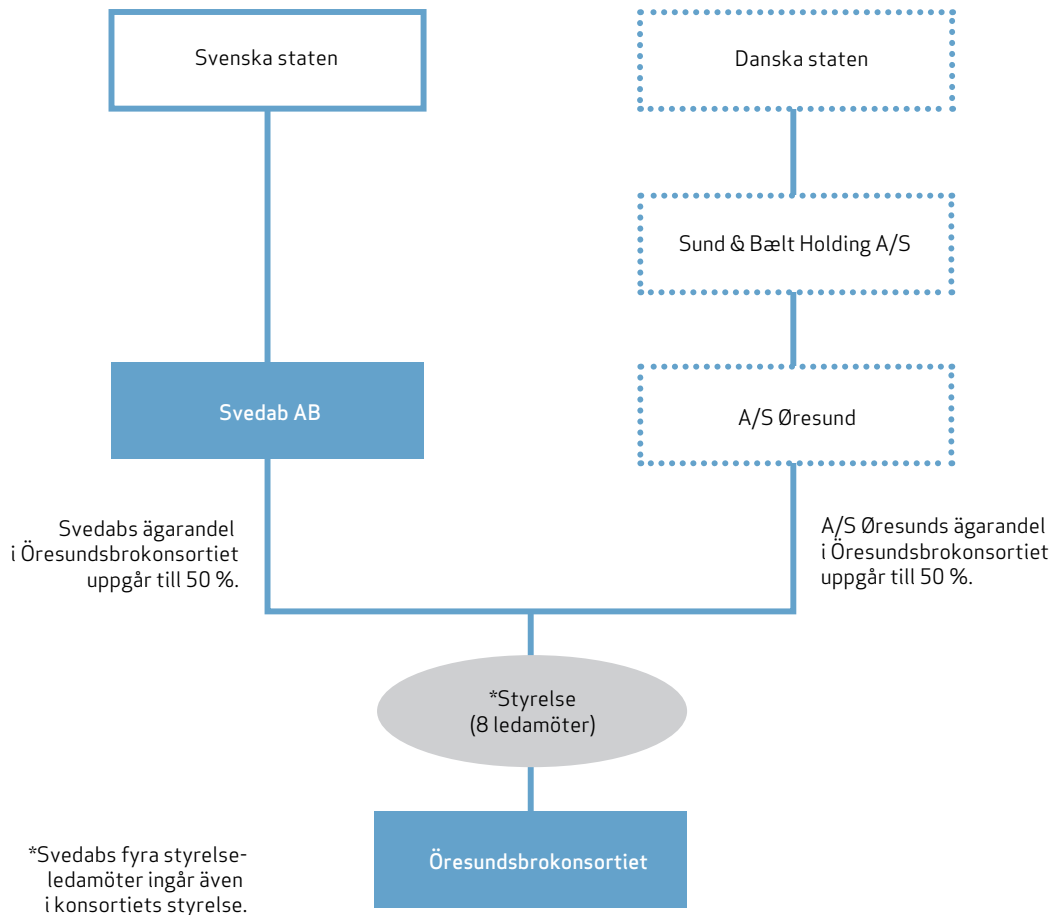 Svenska staten
Danska staten
Sund & Bælt Holding A/S
Svedab AB
A/S Øresund
Svedabs ägarandel
i Öresundsbrokonsortiet
uppgår till 50 %.
A/S Øresunds ägarandel
i Öresundsbrokonsortiet
uppgår till 50 %.
*Styrelse
(8 ledamöter)
Öresundsbrokonsortiet
*Svedabs fyra styrelse-
ledamöter ingår även
i konsortiets styrelse.